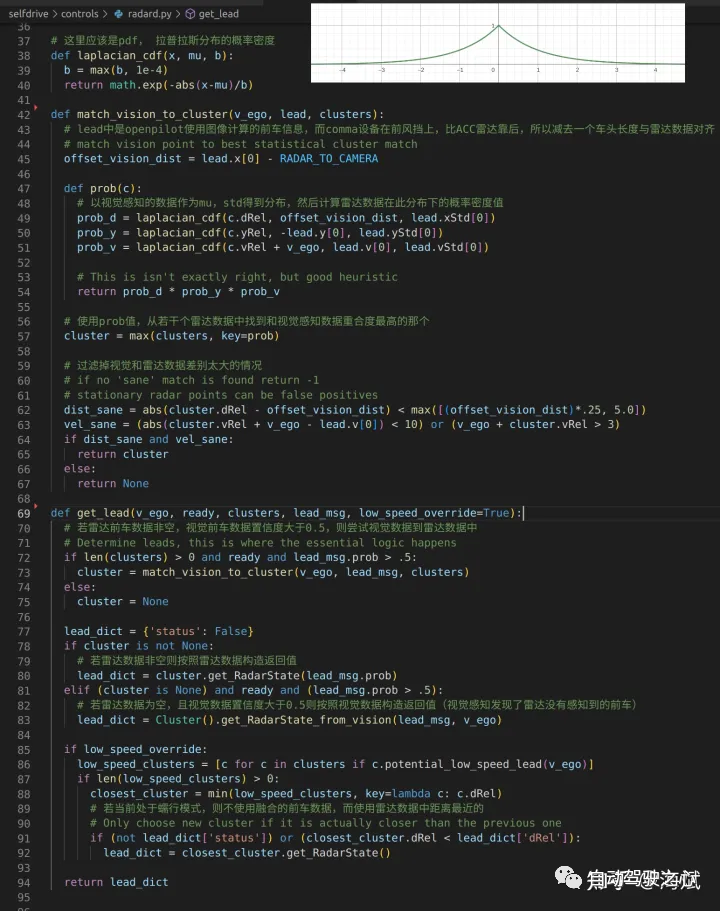 selfdrive > controls > radard.py > get_lead
1
-4 -3 -2 -1 0 1 2 3 4
36
37 # 这里应该是pdf， 拉普拉斯分布的概率密度
38 def laplacian_cdf(x, mu, b):
39 b = max(b, 1e-4)
40 return math.exp(-abs(x-mu)/b)
41
42 def match_vision_to_cluster(v_ego, lead, clusters):
43 # lead中是openpilot使用图像计算的前车信息，而comma设备在前风挡上，比ACC雷达靠后，所以减去一个车头长度与雷达数据对齐
44 # match vision point to best statistical cluster match
45 offset_vision_dist = lead.x[0] - RADAR_TO_CAMERA
46
47 def prob(c):
48 # 以视觉感知的数据作为mu，std得到分布，然后计算雷达数据在此分布下的概率密度值
49 prob_d = laplacian_cdf(c.dRel, offset_vision_dist, lead.xStd[0])
50 prob_y = laplacian_cdf(c.yRel, -lead.y[0], lead.yStd[0])
51 prob_v = laplacian_cdf(c.vRel + v_ego, lead.v[0], lead.vStd[0])
52
53 # This is isn't exactly right, but good heuristic
54 return prob_d * prob_y * prob_v
55
56 # 使用prob值，从若干个雷达数据中找到和视觉感知数据重合度最高的那个
57 cluster = max(clusters, key=prob)
58
59 # 过滤掉视觉和雷达数据差别太大的情况
60 # if no 'sane' match is found return -1
61 # stationary radar points can be false positives
62 dist_sane = abs(cluster.dRel - offset_vision_dist) < max([(offset_vision_dist)*.25, 5.0])
63 vel_sane = (abs(cluster.vRel + v_ego - lead.v[0]) < 10) or (v_ego + cluster.vRel > 3)
64 if dist_sane and vel_sane:
65 return cluster
66 else:
67 return None
68
69 def get_lead(v_ego, ready, clusters, lead_msg, low_speed_override=True):
70 # 若雷达前车数据非空，视觉前车数据置信度大于0.5，则尝试视觉数据到雷达数据中
71 # Determine leads, this is where the essential logic happens
72 if len(clusters) > 0 and ready and lead_msg.prob > .5:
73 cluster = match_vision_to_cluster(v_ego, lead_msg, clusters)
74 else:
75 cluster = None
76
77 lead_dict = {'status': False}
78 if cluster is not None:
79 # 若雷达数据非空则按照雷达数据构造返回值
80 lead_dict = cluster.get_RadarState(lead_msg.prob)
81 elif (cluster is None) and ready and (lead_msg.prob > .5):
82 # 若雷达数据为空，且视觉数据置信度大于0.5则按照视觉数据构造返回值（视觉感知发现了雷达没有感知到的前车）
83 lead_dict = Cluster().get_RadarState_from_vision(lead_msg, v_ego)
84
85 if low_speed_override:
86 low_speed_clusters = [c for c in clusters if c.potential_low_speed_lead(v_ego)]
87 if len(low_speed_clusters) > 0:
88 closest_cluster = min(low_speed_clusters, key=lambda c: c.dRel)
89 # 若当前处于蠕行模式，则不使用融合的前车数据，而使用雷达数据中距离最近的
90 # Only choose new cluster if it is actually closer than the previous one
91 if (not lead_dict['status']) or (closest_cluster.dRel < lead_dict['dRel']):
92 lead_dict = closest_cluster.get_RadarState()
93
94 return lead_dict
95